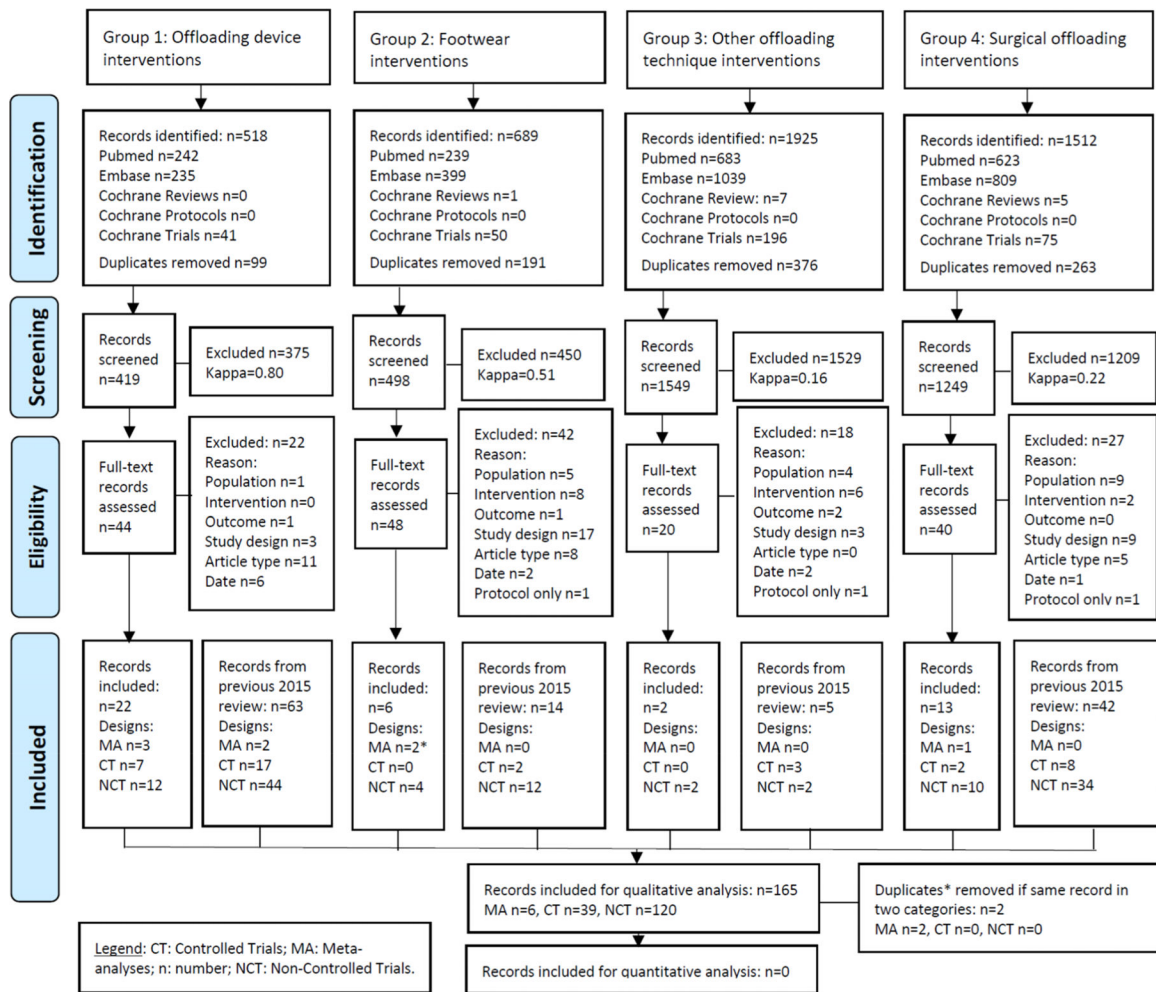 Group 1: Offloading device
interventions
Group 2: Footwear
interventions
Group 3: Other offloading
technique interventions
Group 4: Surgical offloading
interventions
Identification
Records identified: n=518
Pubmed n=242
Embase n=235
Cochrane Reviews n=0
Cochrane Protocols n=0
Cochrane Trials n=41
Duplicates removed n=99
Records identified: n=689
Pubmed n=239
Embase n=399
Cochrane Reviews n=1
Cochrane Protocols n=0
Cochrane Trials n=50
Duplicates removed n=191
Records identified: n=1925
Pubmed n=683
Embase n=1039
Cochrane Review: n=7
Cochrane Protocols n=0
Cochrane Trials n=196
Duplicates removed n=376
Records identified: n=1512
Pubmed n=623
Embase n=809
Cochrane Reviews n=5
Cochrane Protocols n=0
Cochrane Trials n=75
Duplicates removed n=263
Screening
Records
screened
n=419
Excluded n=375
Kappa=0.80
Records
screened
n=498
Excluded n=450
Kappa=0.51
Records
screened
n=1549
Excluded n=1529
Kappa=0.16
Records
screened
n=1249
Excluded n=1209
Kappa=0.22
Eligibility
Full-text
records
assessed
n=44
Excluded: n=22
Reason:
Population n=1
Intervention n=0
Outcome n=1
Study design n=3
Article type n=11
Date n=6
Full-text
records
assessed
n=48
Excluded: n=42
Reason:
Population n=5
Intervention n=8
Outcome n=1
Study design n=17
Article type n=8
Date n=2
Protocol only n=1
Full-text
records
assessed
n=20
Excluded: n=18
Reason:
Population n=4
Intervention n=6
Outcome n=2
Study design n=3
Article type n=0
Date n=2
Protocol only n=1
Full-text
records
assessed
n=40
Excluded: n=27
Reason:
Population n=9
Intervention n=2
Outcome n=0
Study design n=9
Article type n=5
Date n=1
Protocol only n=1
Included
Records
included:
n=22
Designs:
MA n=3
CT n=7
NCT n=12
Records from
previous 2015
review: n=63
Designs:
MA n=2
CT n=17
NCT n=44
Records
included:
n=6
Designs:
MA n=2*
CT n=0
NCT n=4
Records from
previous 2015
review: n=14
Designs:
MA n=0
CT n=2
NCT n=12
Records
included:
n=2
Designs:
MA n=0
CT n=0
NCT n=2
Records from
previous 2015
review: n=5
Designs:
MA n=0
CT n=3
NCT n=2
Records
included:
n=13
Designs:
MA n=1
CT n=2
NCT n=10
Records from
previous 2015
review: n=42
Designs:
MA n=0
CT n=8
NCT n=34
Records included for qualitative analysis: n=165
MA n=6, CT n=39, NCT n=120
Duplicates* removed if same record in
two categories: n=2
MA n=2, CT n=0, NCT n=0
Legend: CT: Controlled Trials; MA: Meta-
analyses; n: number; NCT: Non-Controlled Trials.
Records included for quantitative analysis: n=0